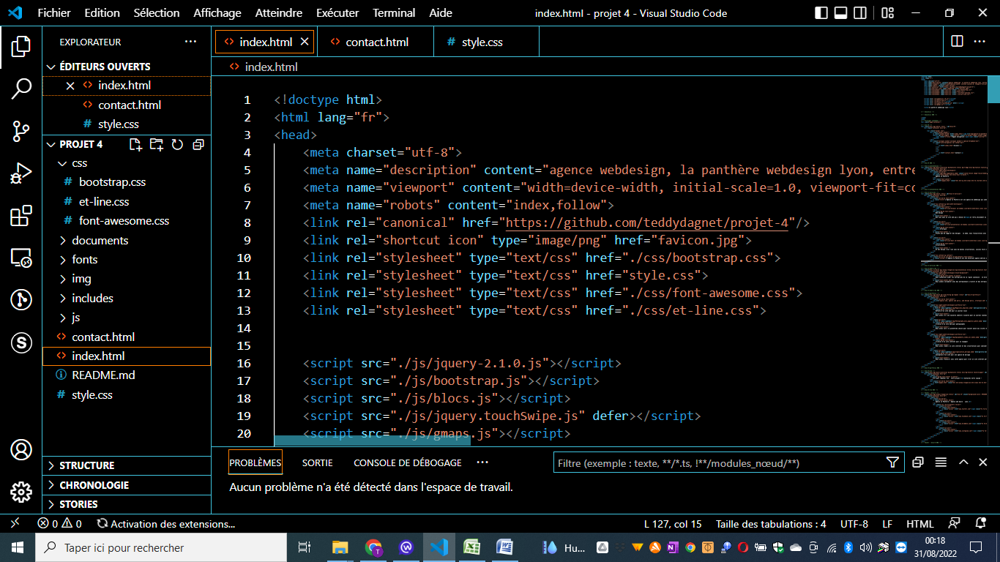 Fichier Edition Sélection Affichage Atteindre Exécuter Terminal Aide index.html - projet 4 - Visual Studio Code
EXPLORATEUR
ÉDITEURS OUVERTS
index.html
contact.html
style.css
PROJET 4
css
bootstrap.css
et-line.css
font-awesome.css
documents
fonts
img
includes
js
contact.html
index.html
README.md
style.css
STRUCTURE
CHRONOLOGIE
STORIES
index.html contact.html style.css
index.html
1 <!doctype html>
2 <html lang="fr">
3 <head>
4 <meta charset="utf-8">
5 <meta name="description" content="agence webdesign, la panthère webdesign lyon, entre
6 <meta name="viewport" content="width=device-width, initial-scale=1.0, viewport-fit=co
7 <meta name="robots" content="index,follow">
8 <link rel="canonical" href="https://github.com/teddydagnet/projet-4"/>
9 <link rel="shortcut icon" type="image/png" href="favicon.jpg">
10 <link rel="stylesheet" type="text/css" href="./css/bootstrap.css">
11 <link rel="stylesheet" type="text/css" href="style.css">
12 <link rel="stylesheet" type="text/css" href="./css/font-awesome.css">
13 <link rel="stylesheet" type="text/css" href="./css/et-line.css">
14
15
16 <script src="./js/jquery-2.1.0.js"></script>
17 <script src="./js/bootstrap.js"></script>
18 <script src="./js/blocs.js"></script>
19 <script src="./js/jquery.touchSwipe.js" defer></script>
20 <script src="./js/gmaps.js"></script>
PROBLÈMES SORTIE CONSOLE DE DÉBOGAGE Filtre (exemple : texte, **/*.ts, !**/modules_nœud/**)
Aucun problème n'a été détecté dans l'espace de travail.
0 0 Activation des extensions... L 127, col 15 Taille des tabulations : 4 UTF-8 LF HTML
Taper ici pour rechercher Hu... 00:18
31/08/2022